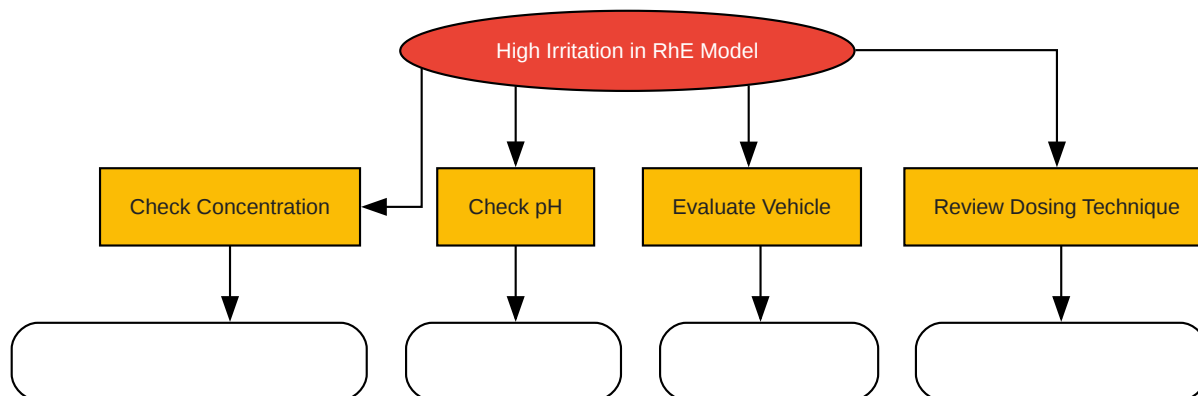 High Irritation in RhE Model
Check Concentration
Check pH
Evaluate Vehicle
Review Dosing Technique